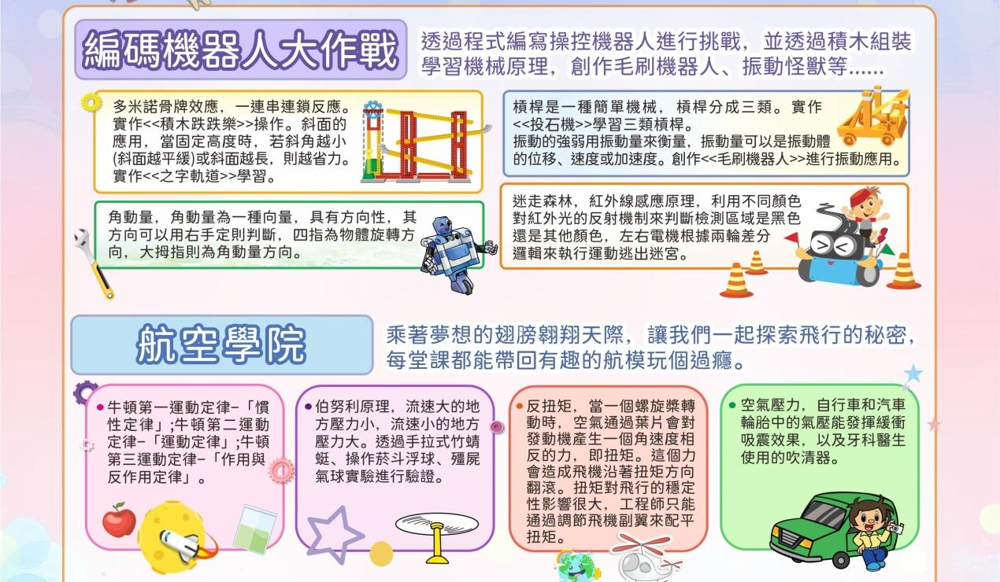 編碼機器人大作戰
透過程式編寫操控機器人進行挑戰，並透過積木組裝
學習機械原理，創作毛刷機器人、振動怪獸等......
多米諾骨牌效應，一連串連鎖反應。
實作<<積木跌跌樂>>操作。斜面的
應用，當固定高度時，若斜角越小
(斜面越平緩)或斜面越長，則越省力。
實作<<之字軌道>>學習。
槓桿是一種簡單機械，槓桿分成三類。實作
<<投石機>>學習三類槓桿。
振動的強弱用振動量來衡量，振動量可以是振動體
的位移、速度或加速度。創作<<毛刷機器人>>進行振動應用。
角動量，角動量為一種向量，具有方向性，其
方向可以用右手定則判斷，四指為物體旋轉方
向，大拇指則為角動量方向。
迷走森林，紅外線感應原理，利用不同顏色
對紅外光的反射機制來判斷檢測區域是黑色
還是其他顏色，左右電機根據兩輪差分
邏輯來執行運動逃出迷宮。
航空學院
乘著夢想的翅膀翱翔天際，讓我們一起探索飛行的秘密，
每堂課都能帶回有趣的航模玩個過癮。
•牛頓第一運動定律–「慣
性定律」;牛頓第二運動
定律–「運動定律」;牛頓
第三運動定律–「作用與
反作用定律」。
•伯努利原理，流速大的地
方壓力小，流速小的地方
壓力大。透過手拉式竹蜻
蜓、操作菸斗浮球、殭屍
氣球實驗進行驗證。
•反扭矩，當一個螺旋槳轉
動時，空氣通過葉片會對
發動機產生一個角速度相
反的力，即扭矩。這個力
會造成飛機沿著扭矩方向
翻滾。扭矩對飛行的穩定
性影響很大，工程師只能
通過調節飛機副翼來配平
扭矩。
•空氣壓力，自行車和汽車
輪胎中的氣壓能發揮緩衝
吸震效果，以及牙科醫生
使用的吹清器。